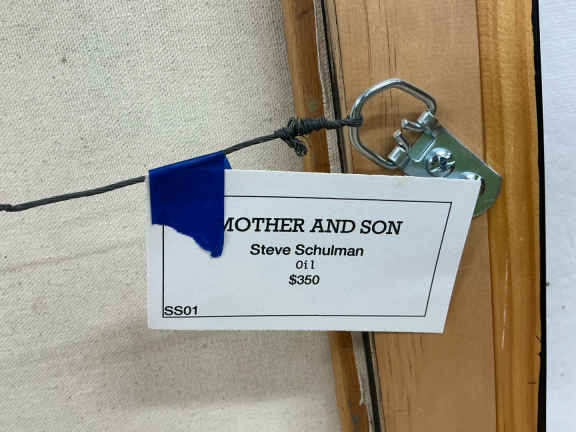 MOTHER AND SON
Steve Schulman
Oil
$350
SS01